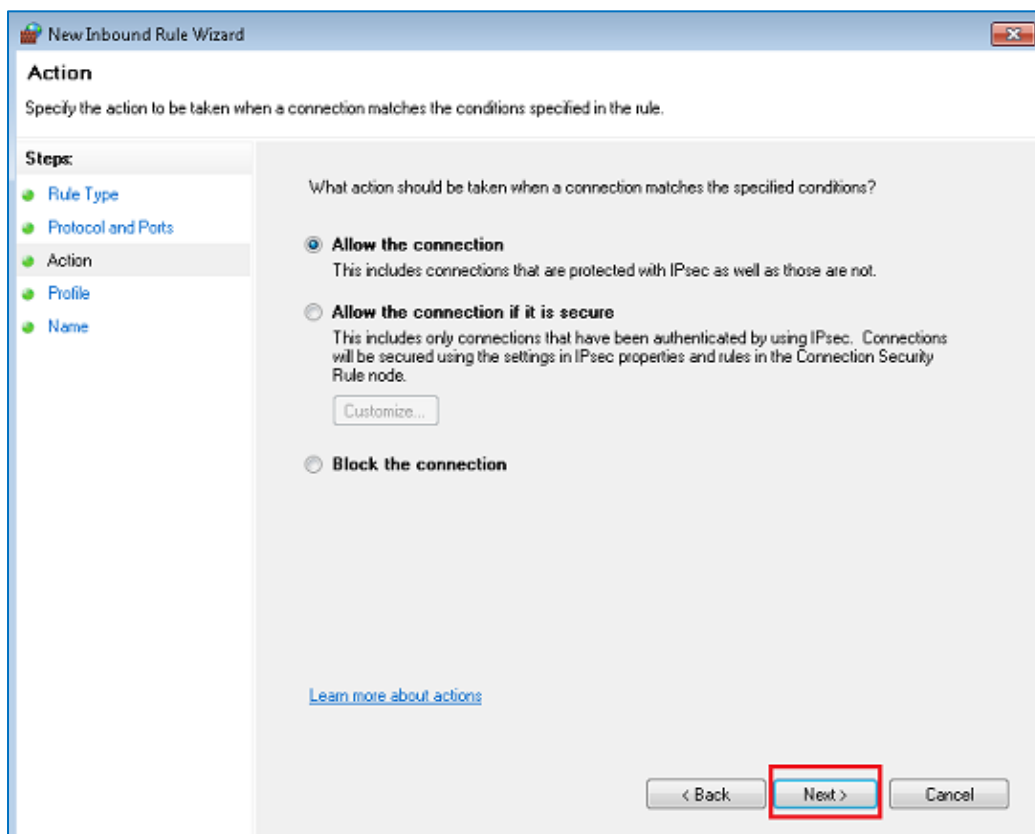 New Inbound Rule Wizard
Action
Specify the action to be taken when a connection matches the conditions specified in the rule.
Steps:
Rule Type
Protocol and Ports
Action
Profile
Name
What action should be taken when a connection matches the specified conditions?
Allow the connection
This includes connections that are protected with IPsec as well as those are not.
Allow the connection if it is secure
This includes only connections that have been authenticated by using IPsec. Connections
will be secured using the settings in IPsec properties and rules in the Connection Security
Rule node.
Customize...
Block the connection
Learn more about actions
< Back
Next >
Cancel